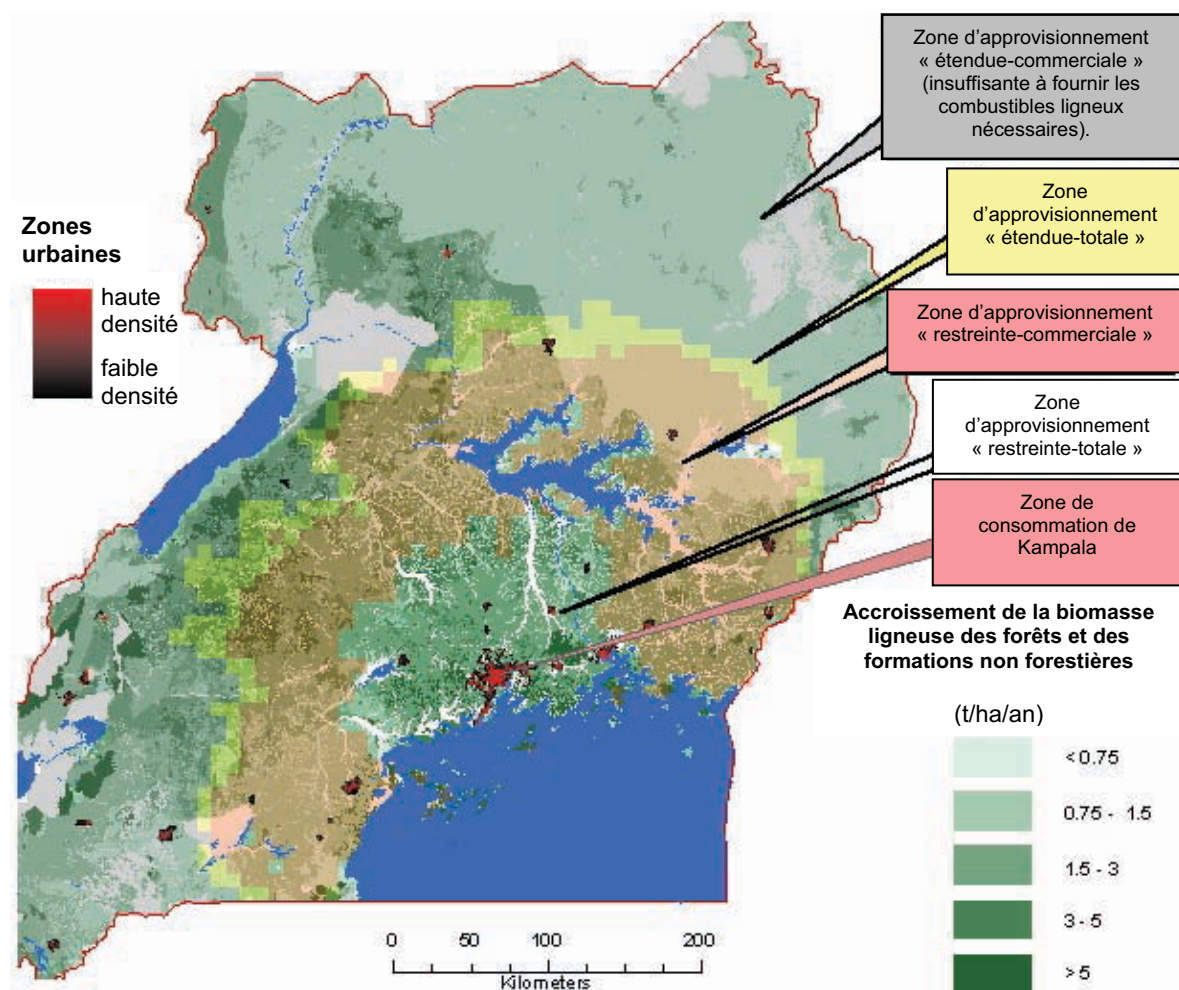 Zone d'approvisionnement
« étendue-commerciale »
(insuffisante à fournir les
combustibles ligneux
nécessaires).
Zone
d'approvisionnement
« étendue-totale »
Zones
urbaines
haute
densité
faible
densité
Zone d'approvisionnement
« restreinte-commerciale »
Zone
d'approvisionnement
« restreinte-totale »
Zone de
consommation de
Kampala
Accroissement de la biomasse
ligneuse des forêts et des
formations non forestières
(t/ha/an)
<0.75
0.75 - 1.5
1.5 - 3
3 - 5
>5
0 50 100 200
Kilometers